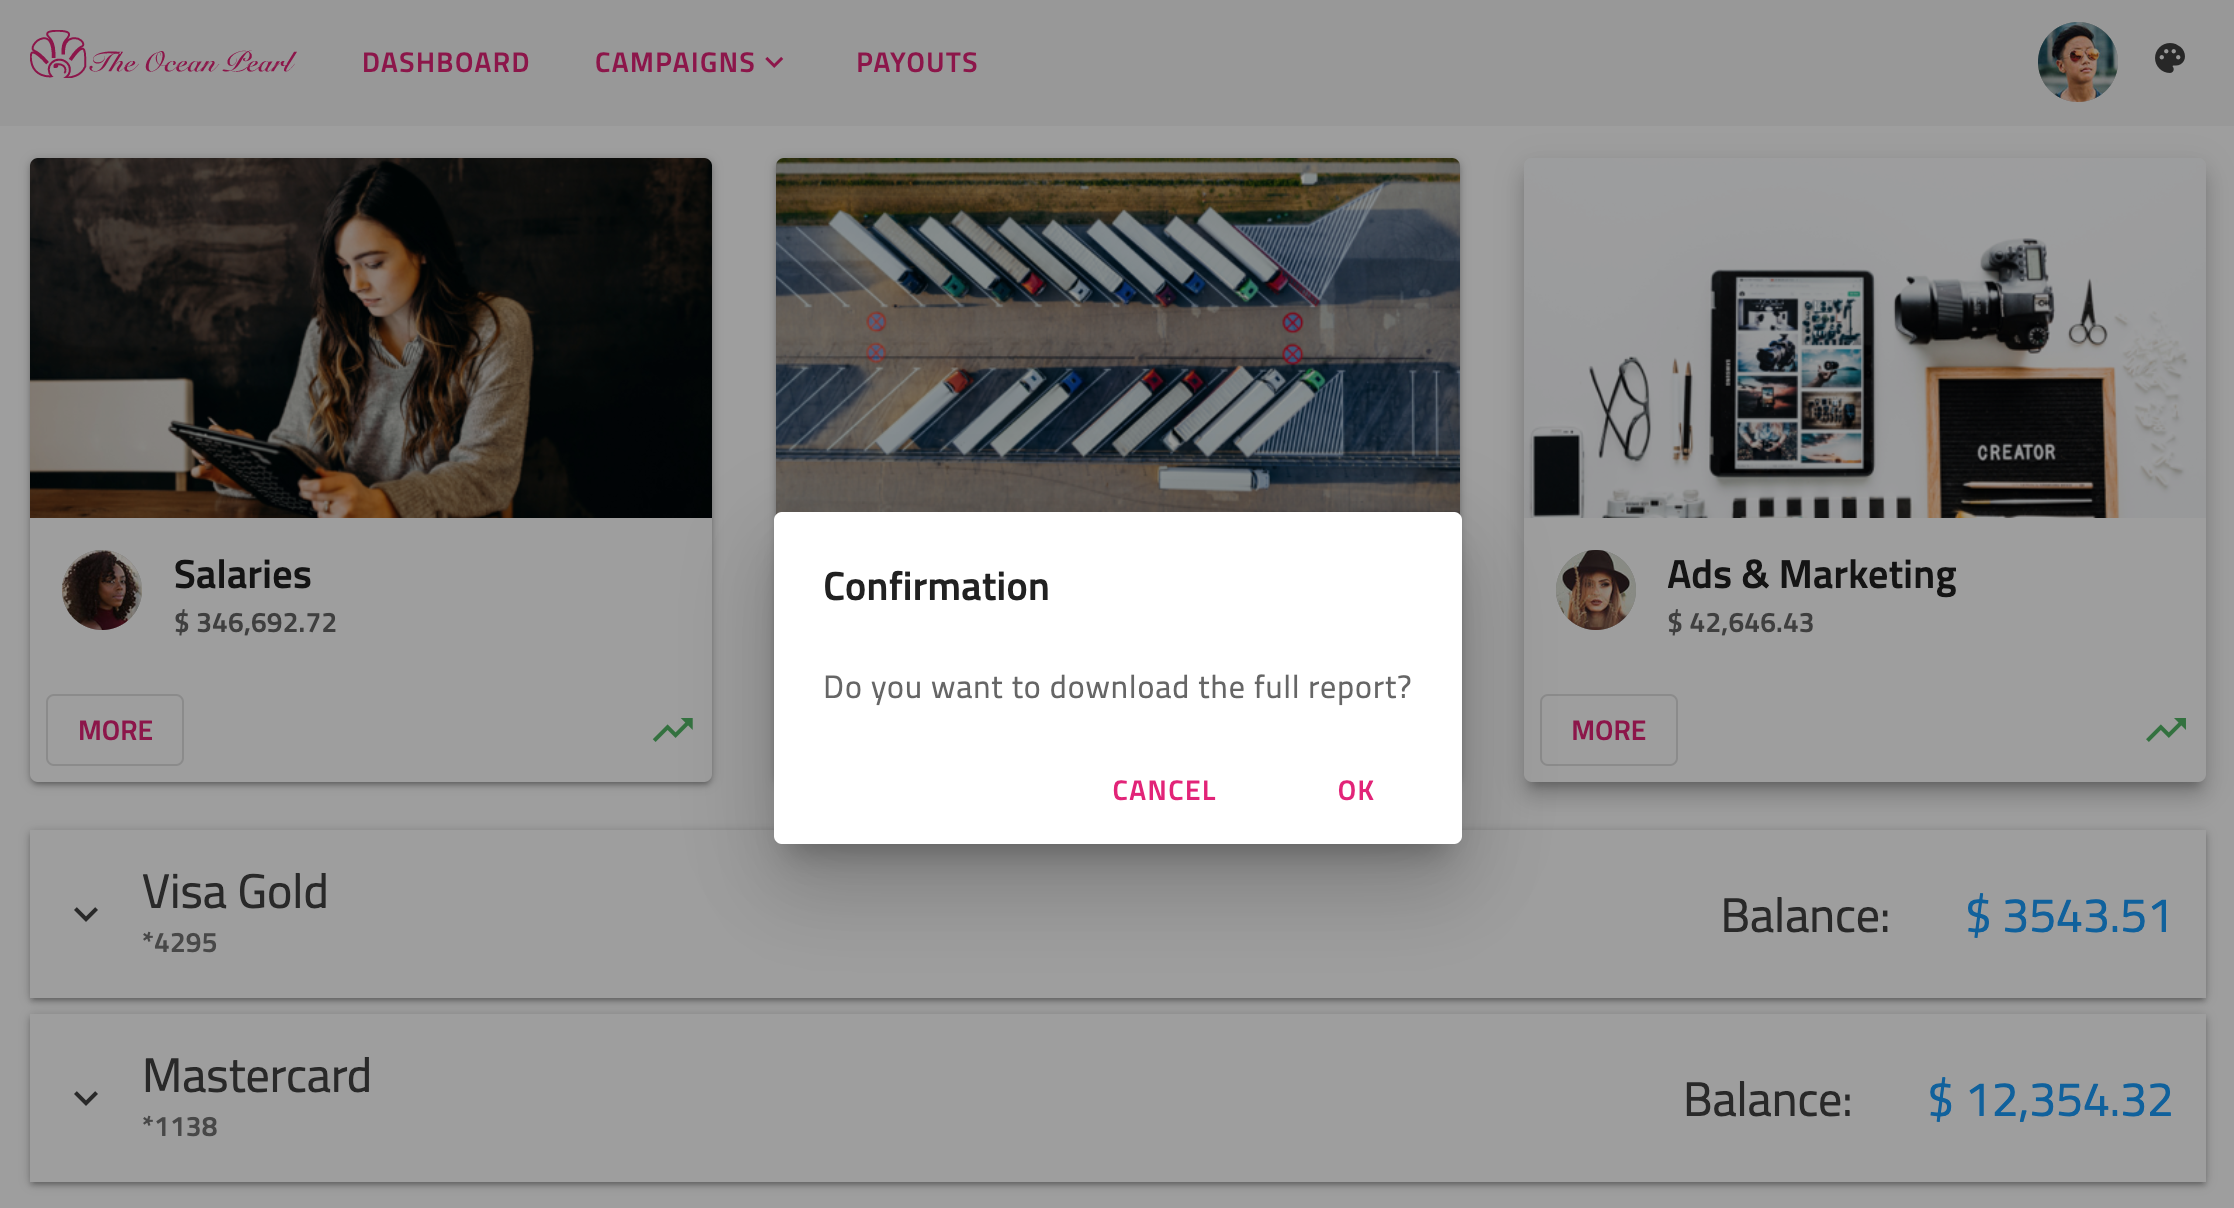 The Ocean Pearl
DASHBOARD
CAMPAIGNS
PAYOUTS
CREATOR
Salaries
$ 346,692.72
MORE
Confirmation
Do you want to download the full report?
CANCEL
OK
Ads & Marketing
$ 42,646.43
MORE
Visa Gold
*4295
Balance:
$ 3543.51
Mastercard
*1138
Balance:
$ 12,354.32